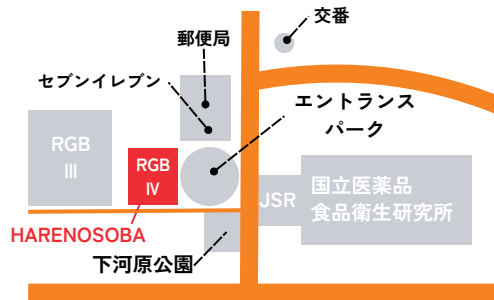 交番
郵便局
セブンイレブン
エントランス
パーク
RGB
III
RGB
IV
JSR
国立医薬品
食品衛生研究所
HARENOSOBA
下河原公園